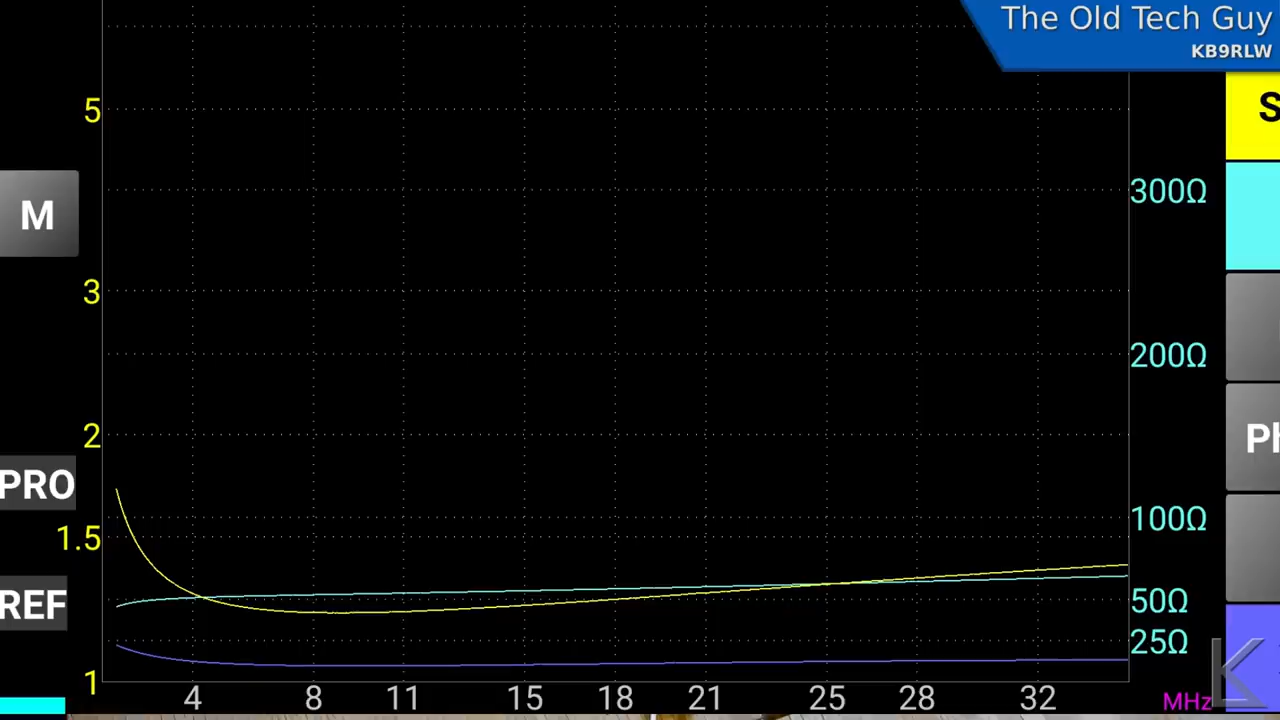 The Old Tech Guy
KB9RLW
5
S
M
300Ω
3
200Ω
2
Ph
PRO
1.5
100Ω
REF
50Ω
25Ω
1
4 8 11 15 18 21 25 28 32 MHz
K